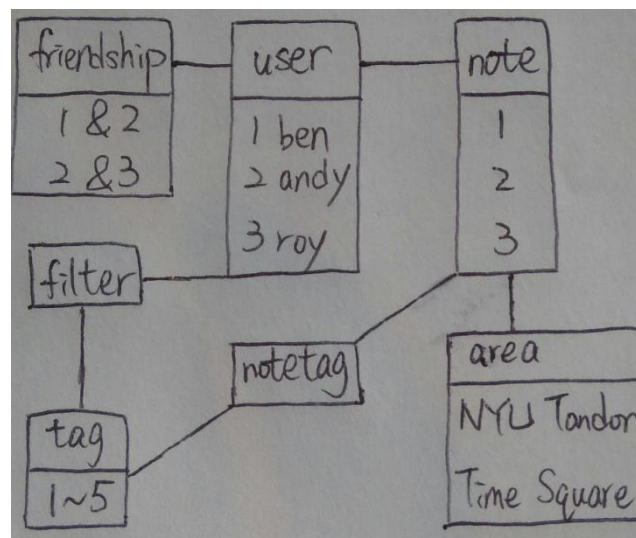 friendship
1 & 2
2 & 3
user
1 ben
2 andy
3 roy
note
1
2
3
filter
notetag
tag
1~5
area
NYU Tandon
Time Square